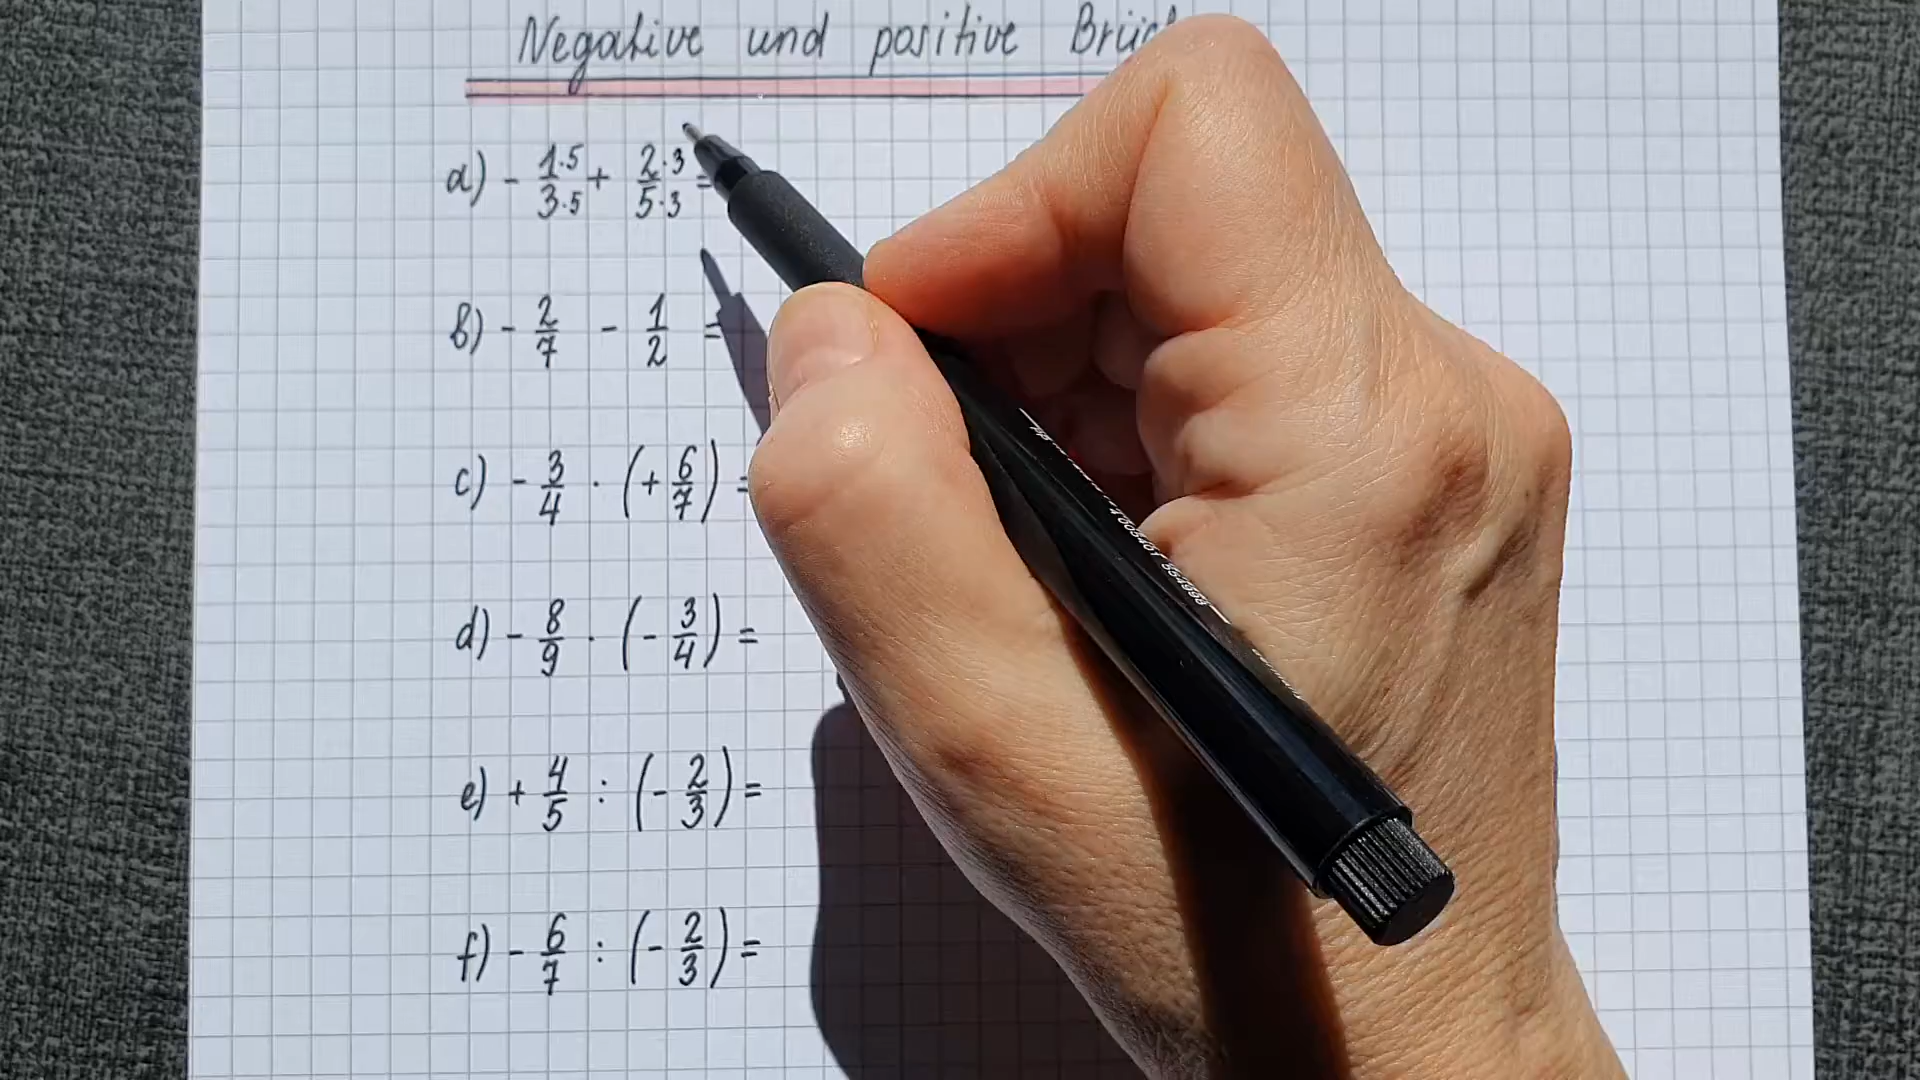 Negative und positive
a) - 1·5/3·5 + 2·3/5·3 =
b) - 2/7 - 1/2 =
c) - 3/4 · (+ 6/7) =
d) - 8/9 · (- 3/4) =
e) + 4/5 : (- 2/3) =
f) - 6/7 : (- 2/3) =